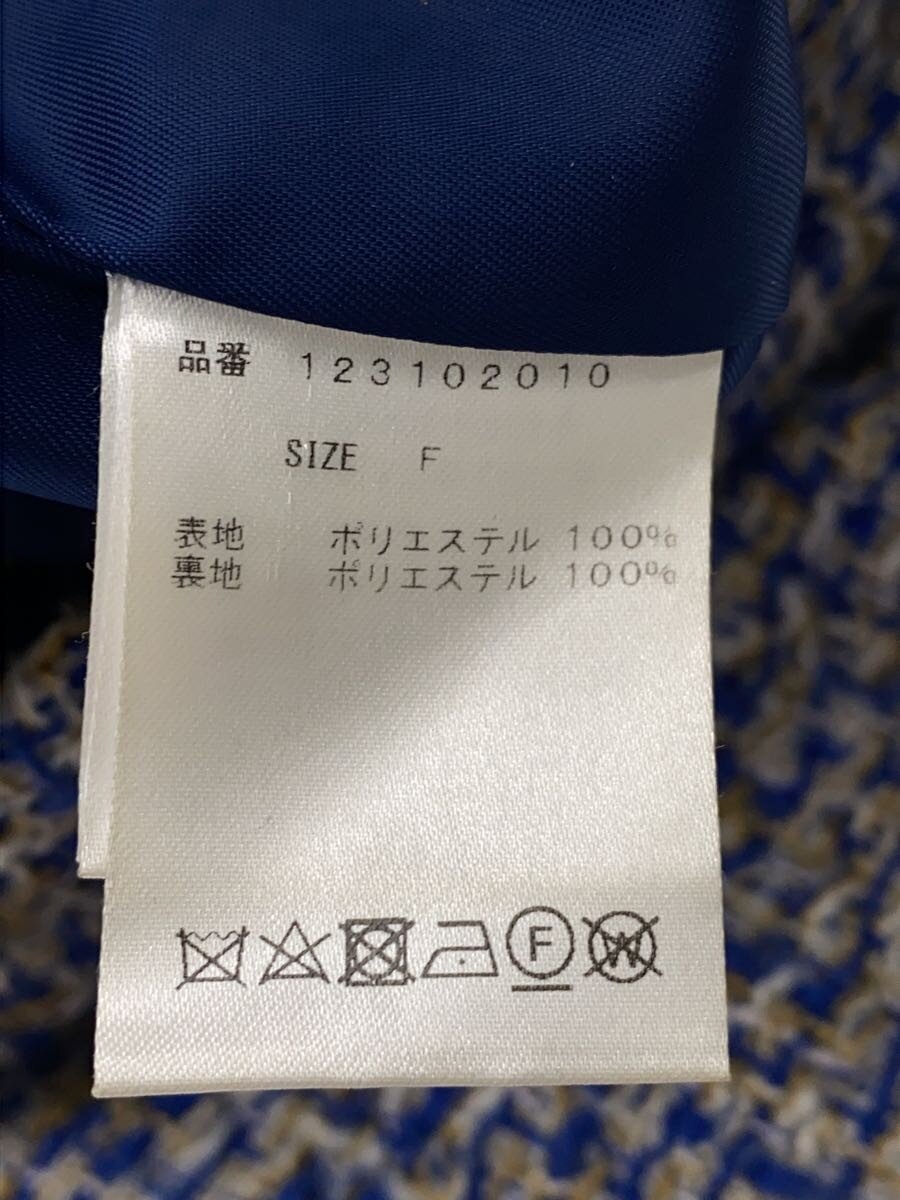 品番 123102010
SIZE F
表地 ポリエステル 100%
裏地 ポリエステル 100%
F W